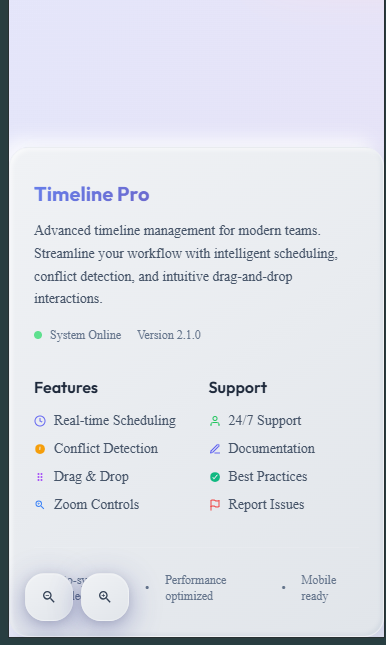 Timeline Pro
Advanced timeline management for modern teams.
Streamline your workflow with intelligent scheduling,
conflict detection, and intuitive drag-and-drop
interactions.
System Online Version 2.1.0
Features
Real-time Scheduling
Conflict Detection
Drag & Drop
Zoom Controls
Support
24/7 Support
Documentation
Best Practices
Report Issues
• Performance
optimized
• Mobile
ready